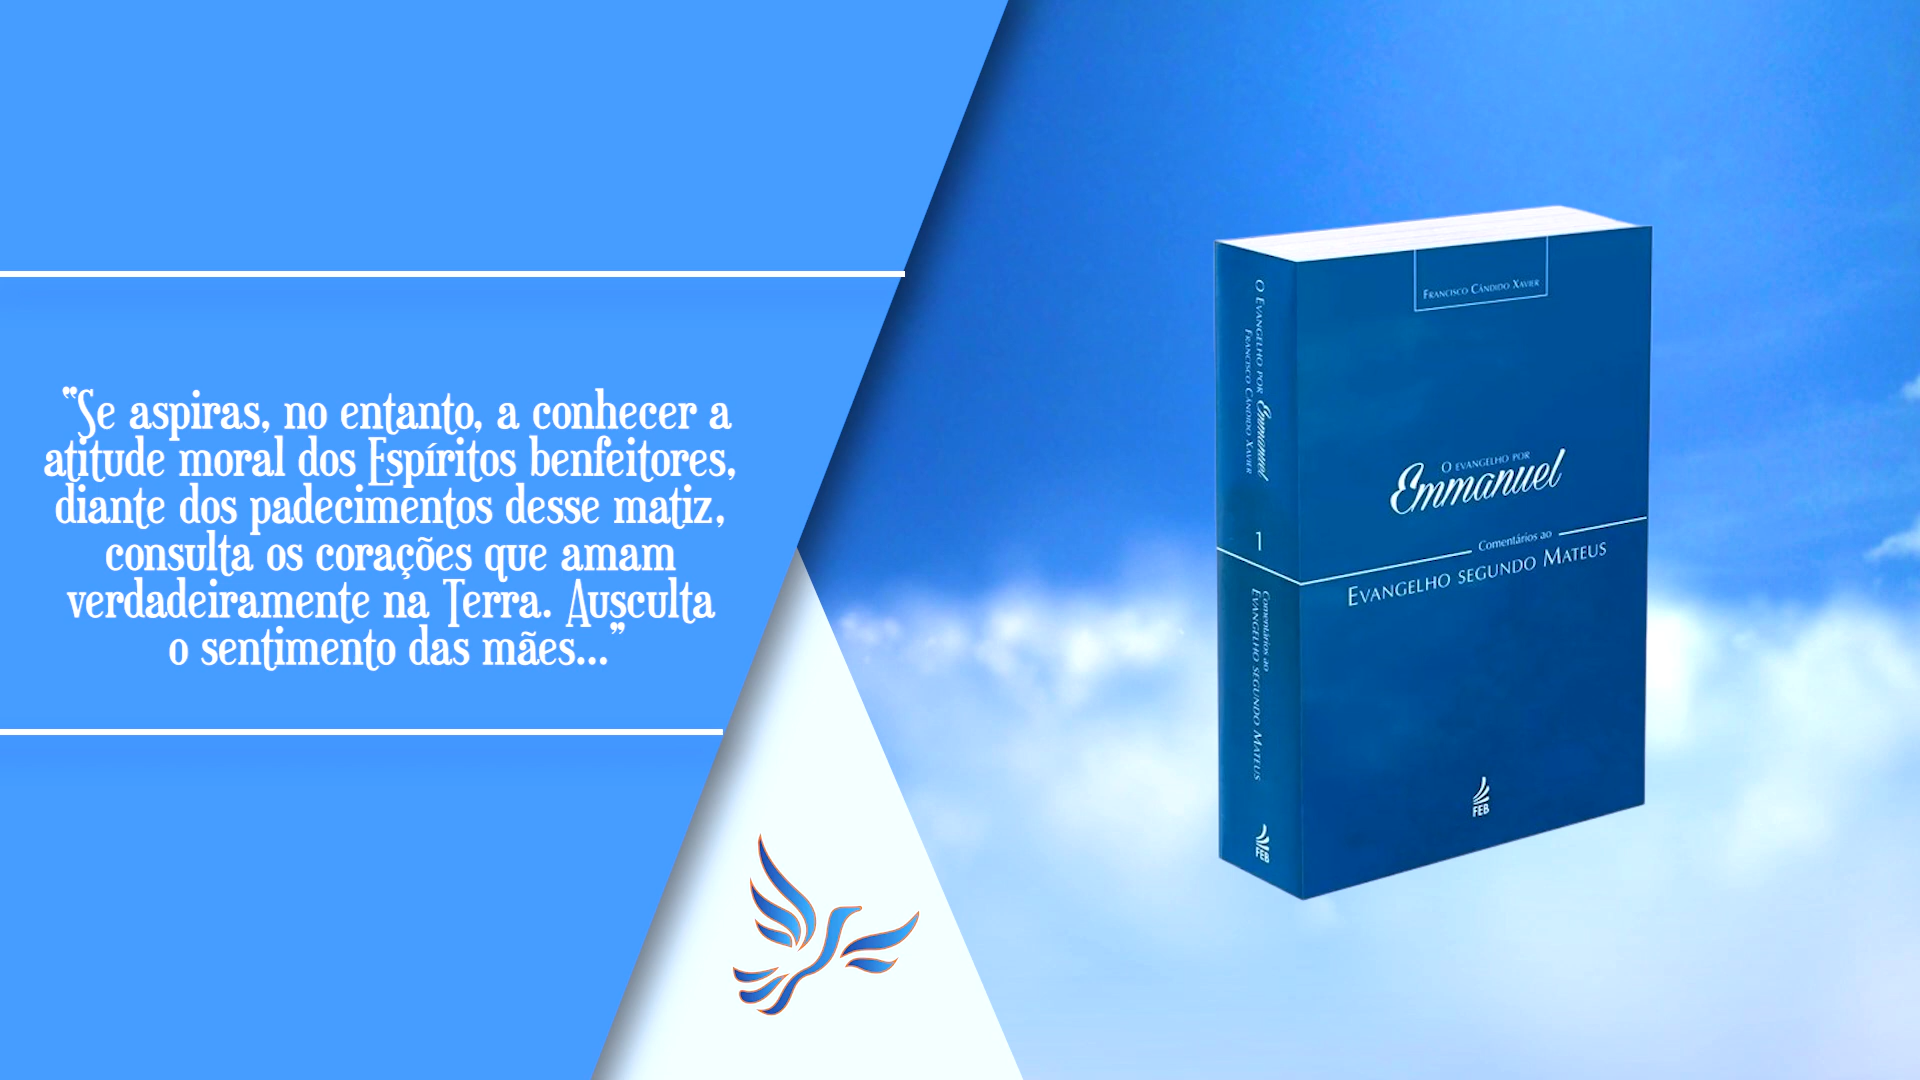 “Se aspiras, no entanto, a conhecer a
atitude moral dos Espíritos benfeitores,
diante dos padecimentos desse matiz,
consulta os corações que amam
verdadeiramente na Terra. Ausculta
o sentimento das mães...”
Francisco Cândido Xavier
O evangelho por
Emmanuel
Comentários ao
Evangelho segundo Mateus
FEB
O Evangelho por Emmanuel
Francisco Cândido Xavier
1
Comentários ao
Evangelho segundo Mateus
FEB